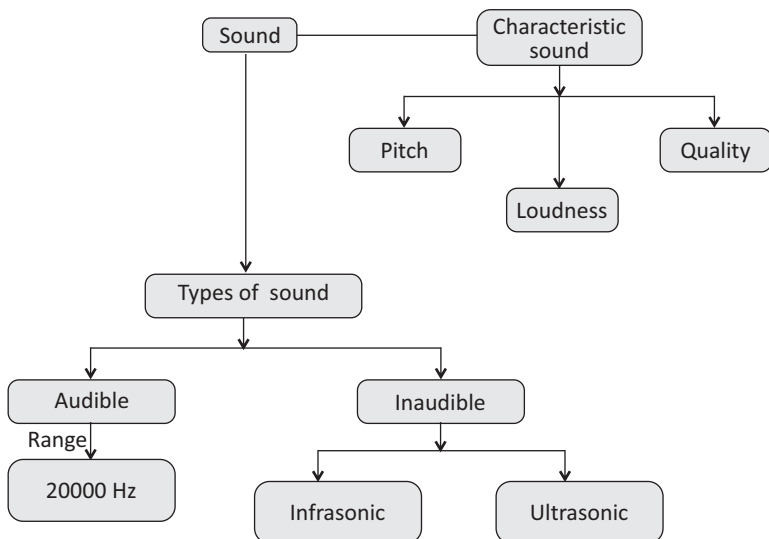 Sound
Characteristic
sound
Pitch
Quality
Loudness
Types of sound
Audible
Inaudible
Range
20000 Hz
Infrasonic
Ultrasonic